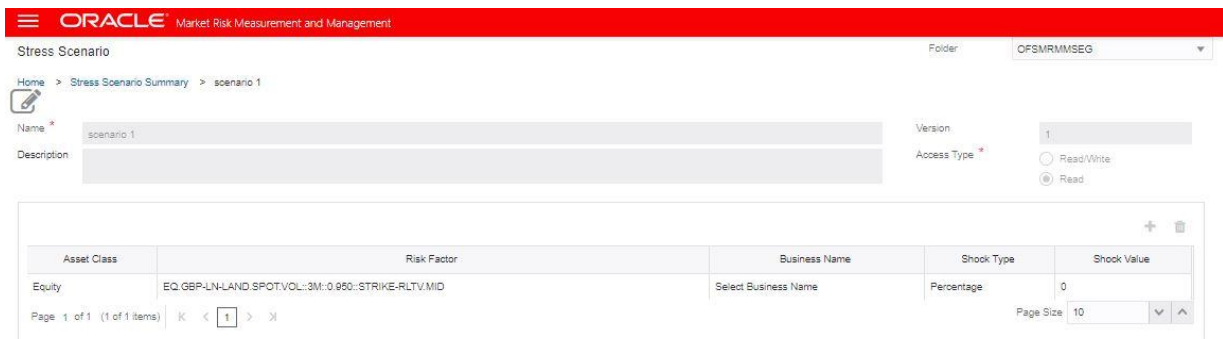 ORACLE Market Risk Measurement and Management
Stress Scenario Folder OFSMRMMSEG
Home > Stress Scenario Summary > scenario 1
Name * scenario 1 Version 1
Description Access Type * Read/Write
Read
Asset Class Risk Factor Business Name Shock Type Shock Value
Equity EQ.GBP-LN-LAND.SPOT.VOL::3M::0.950::STRIKE-RLTV.MID Select Business Name Percentage 0
Page 1 of 1 (1 of 1 items) K < 1 > X Page Size 10